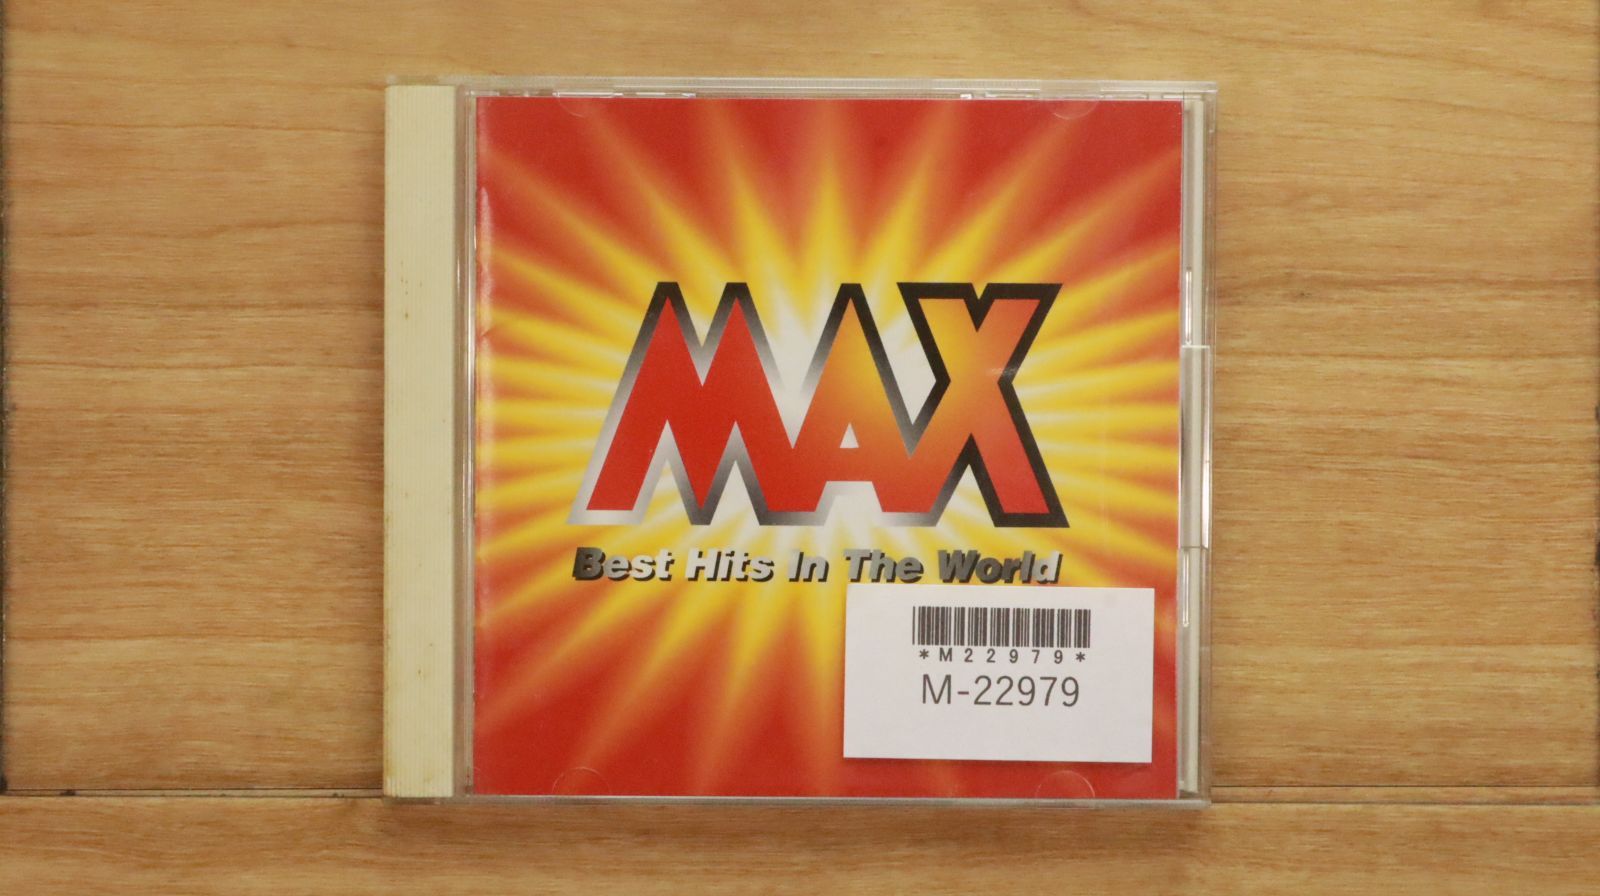 MAX
Best Hits In The World
*M22979*
M-22979